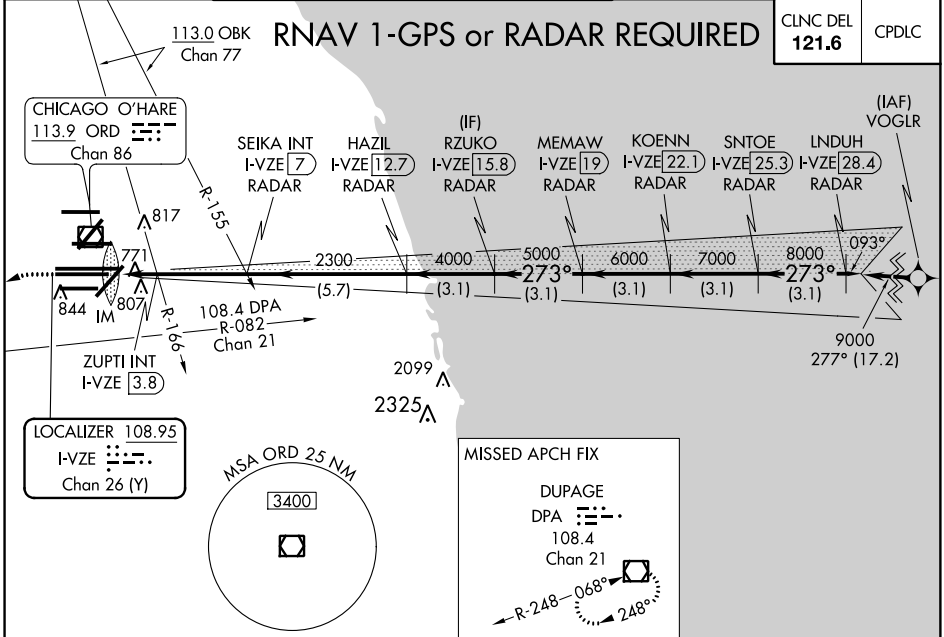 RNAV 1-GPS or RADAR REQUIRED
CLNC DEL
121.6
CPDLC
113.0 OBK
Chan 77
CHICAGO O'HARE
113.9 ORD
Chan 86
R-155
SEIKA INT
I-VZE 7
RADAR
HAZIL
I-VZE 12.7
RADAR
(IF)
RZUKO
I-VZE 15.8
RADAR
MEMAW
I-VZE 19
RADAR
KOENN
I-VZE 22.1
RADAR
SNTOE
I-VZE 25.3
RADAR
LNDUH
I-VZE 28.4
RADAR
(IAF)
VOGLR
817
771
844
807
IM
2300
4000
5000
6000
7000
8000
093°
273°
273°
(5.7)
(3.1)
(3.1)
(3.1)
(3.1)
(3.1)
9000
277° (17.2)
108.4 DPA
R-082
Chan 21
R-166
ZUPTI INT
I-VZE 3.8
2099
2325
LOCALIZER 108.95
I-VZE
Chan 26 (Y)
MSA ORD 25 NM
3400
MISSED APCH FIX
DUPAGE
DPA
108.4
Chan 21
R-248
068°
248°